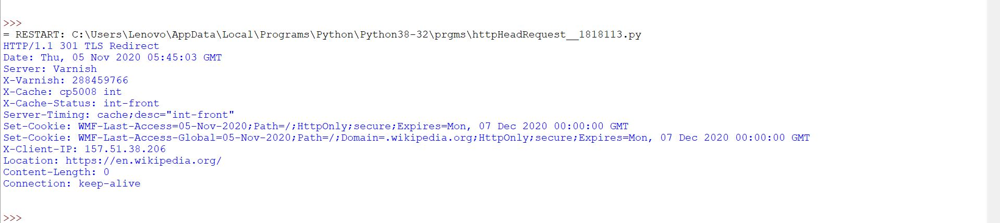 >>>
= RESTART: C:\Users\Lenovo\AppData\Local\Programs\Python\Python38-32\prgms\httpHeadRequest__1818113.py
HTTP/1.1 301 TLS Redirect
Date: Thu, 05 Nov 2020 05:45:03 GMT
Server: Varnish
X-Varnish: 288459766
X-Cache: cp5008 int
X-Cache-Status: int-front
Server-Timing: cache;desc="int-front"
Set-Cookie: WMF-Last-Access=05-Nov-2020;Path=/;HttpOnly;secure;Expires=Mon, 07 Dec 2020 00:00:00 GMT
Set-Cookie: WMF-Last-Access-Global=05-Nov-2020;Path=/;Domain=.wikipedia.org;HttpOnly;secure;Expires=Mon, 07 Dec 2020 00:00:00 GMT
X-Client-IP: 157.51.38.206
Location: https://en.wikipedia.org/
Content-Length: 0
Connection: keep-alive
>>>